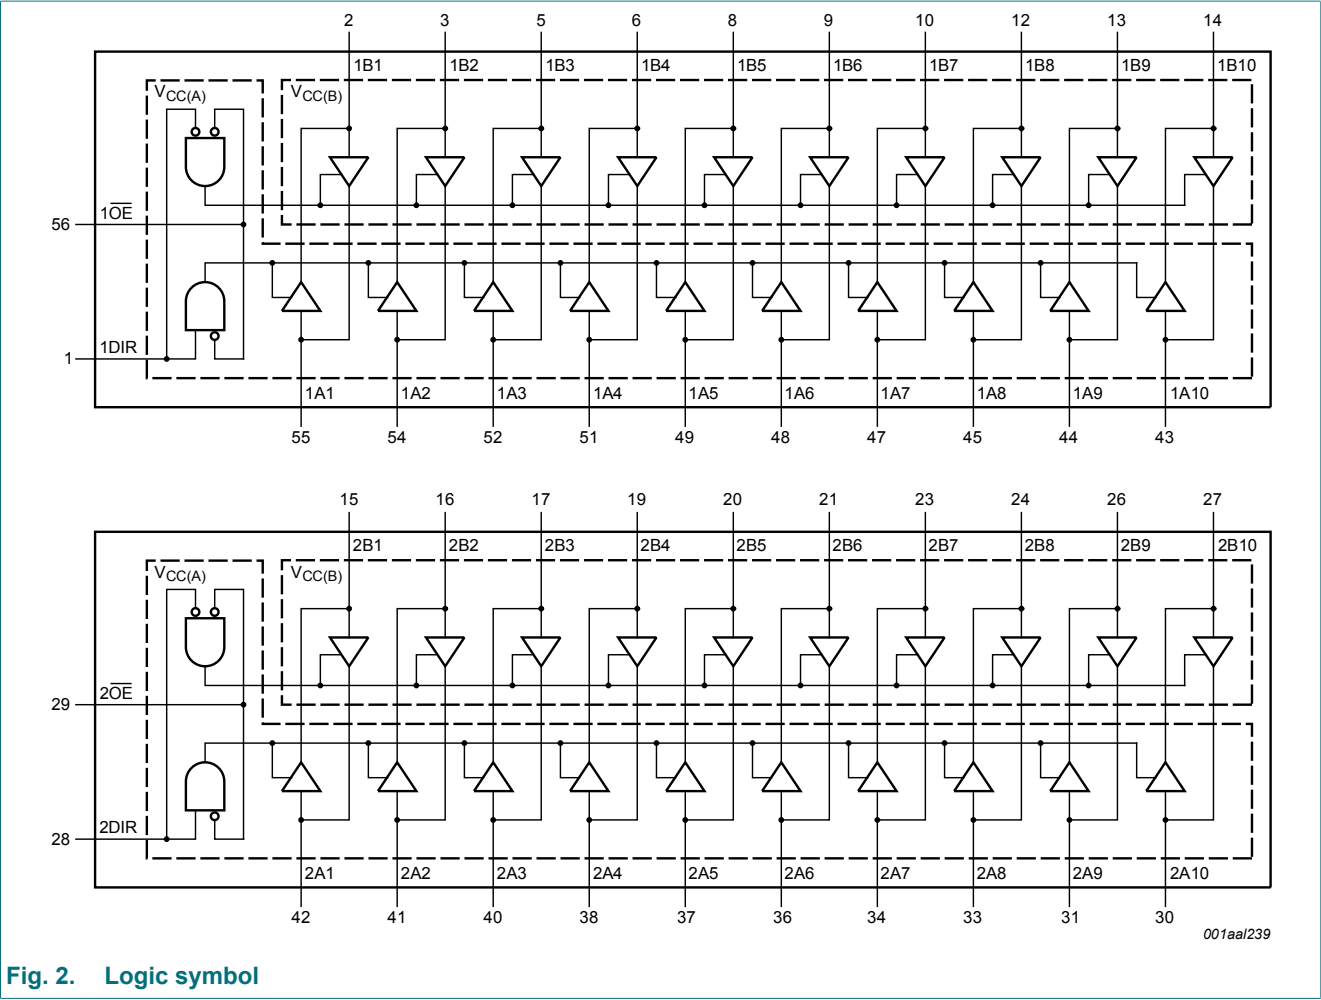 2 3 5 6 8 9 10 12 13 14
1B1 1B2 1B3 1B4 1B5 1B6 1B7 1B8 1B9 1B10
VCC(A) VCC(B)
56 1OE
1 1DIR
1A1 1A2 1A3 1A4 1A5 1A6 1A7 1A8 1A9 1A10
55 54 52 51 49 48 47 45 44 43
15 16 17 19 20 21 23 24 26 27
2B1 2B2 2B3 2B4 2B5 2B6 2B7 2B8 2B9 2B10
VCC(A) VCC(B)
29 2OE
28 2DIR
2A1 2A2 2A3 2A4 2A5 2A6 2A7 2A8 2A9 2A10
42 41 40 38 37 36 34 33 31 30
001aal239
Fig. 2. Logic symbol